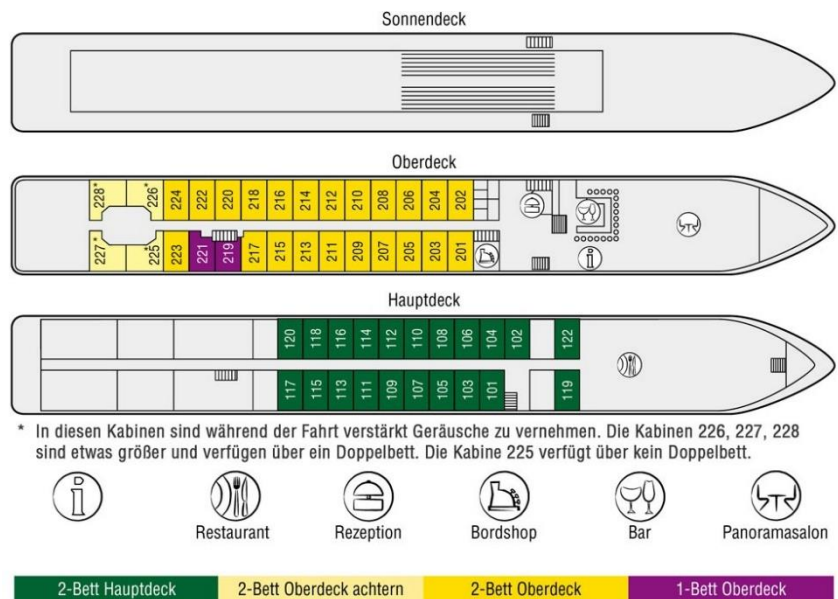 Sonnendeck
Oberdeck
228* 226* 224 222 220 218 216 214 212 210 208 206 204 202
227* 225* 223 221 219 217 215 213 211 209 207 205 203 201
i
Hauptdeck
120 118 116 114 112 110 108 106 104 102 122
117 115 113 111 109 107 105 103 101 119
* In diesen Kabinen sind während der Fahrt verstärkt Geräusche zu vernehmen. Die Kabinen 226, 227, 228
sind etwas größer und verfügen über ein Doppelbett. Die Kabine 225 verfügt über kein Doppelbett.
i
Restaurant Rezeption Bordshop Bar Panoramasalon
2-Bett Hauptdeck 2-Bett Oberdeck achtern 2-Bett Oberdeck 1-Bett Oberdeck